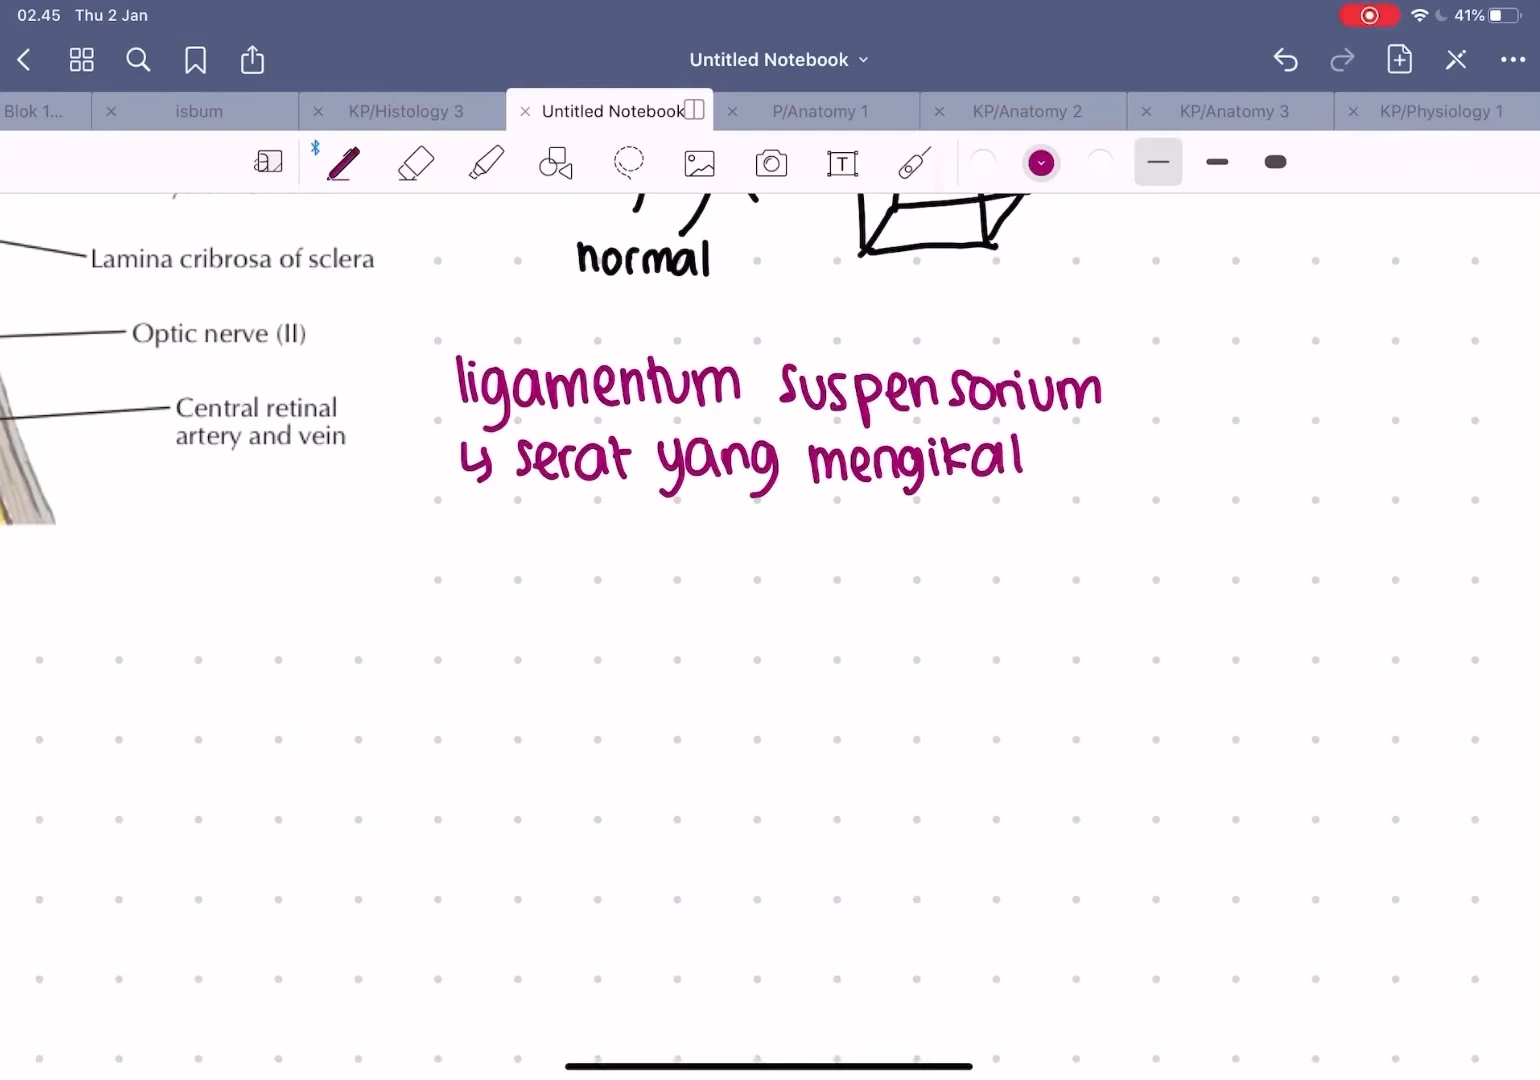 02.45 Thu 2 Jan
41%
Untitled Notebook
Blok 1...
isbum
KP/Histology 3
Untitled Notebook
P/Anatomy 1
KP/Anatomy 2
KP/Anatomy 3
KP/Physiology 1
T
normal
Lamina cribrosa of sclera
Optic nerve (II)
Central retinal
artery and vein
ligamentum suspensorium
↳ serat yang mengikal